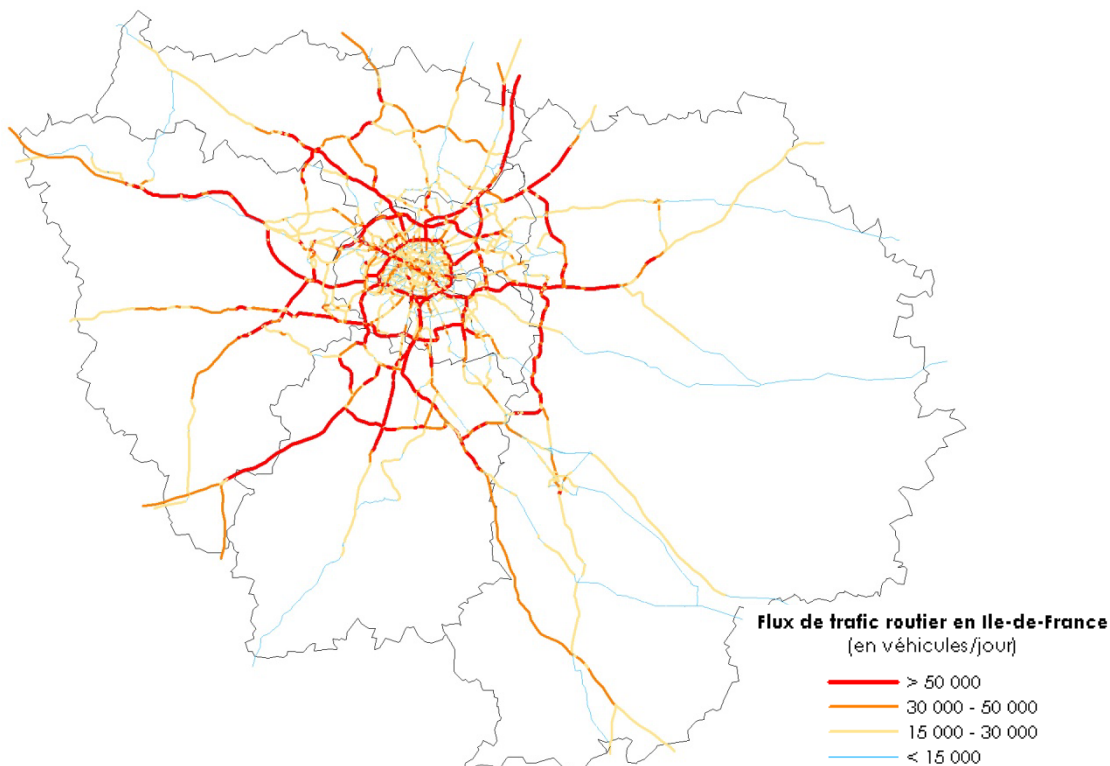 Flux de trafic routier en Ile-de-France
(en véhicules/jour)
> 50 000
30 000 - 50 000
15 000 - 30 000
< 15 000